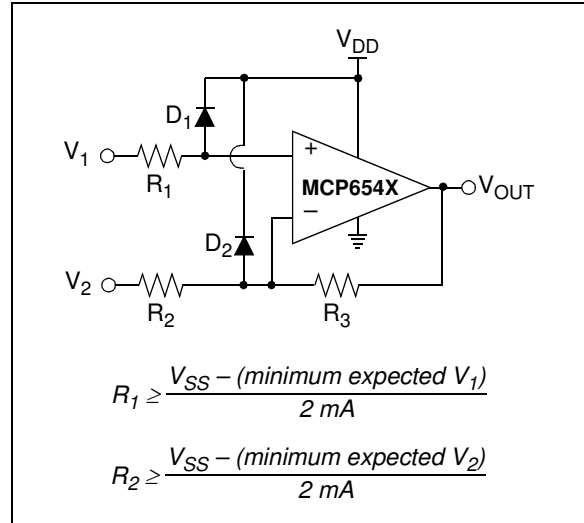 V_DD
D_1
V_1
R_1
+
MCP654X
–
V_OUT
D_2
V_2
R_2
R_3
R_1 ≥ (V_SS – (minimum expected V_1)) / 2 mA
R_2 ≥ (V_SS – (minimum expected V_2)) / 2 mA